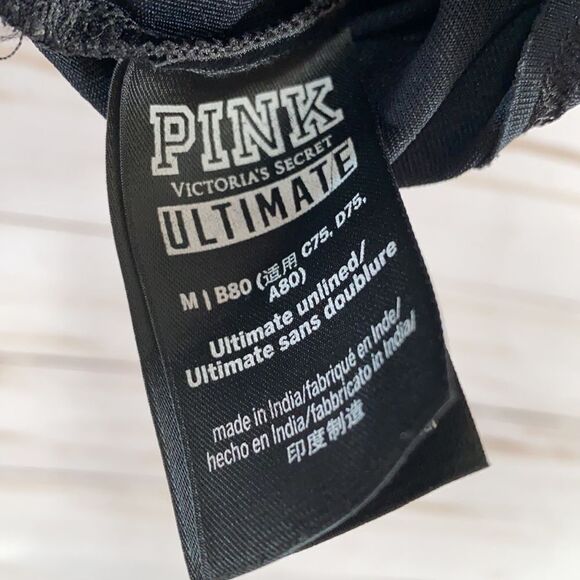 PINK
VICTORIA'S SECRET
ULTIMATE
M | B80 (适用 C75, D75,
A80)
Ultimate unlined/
Ultimate sans doublure
made in India/fabriqué en Inde/
hecho en India/fabbricato in India/
印度制造